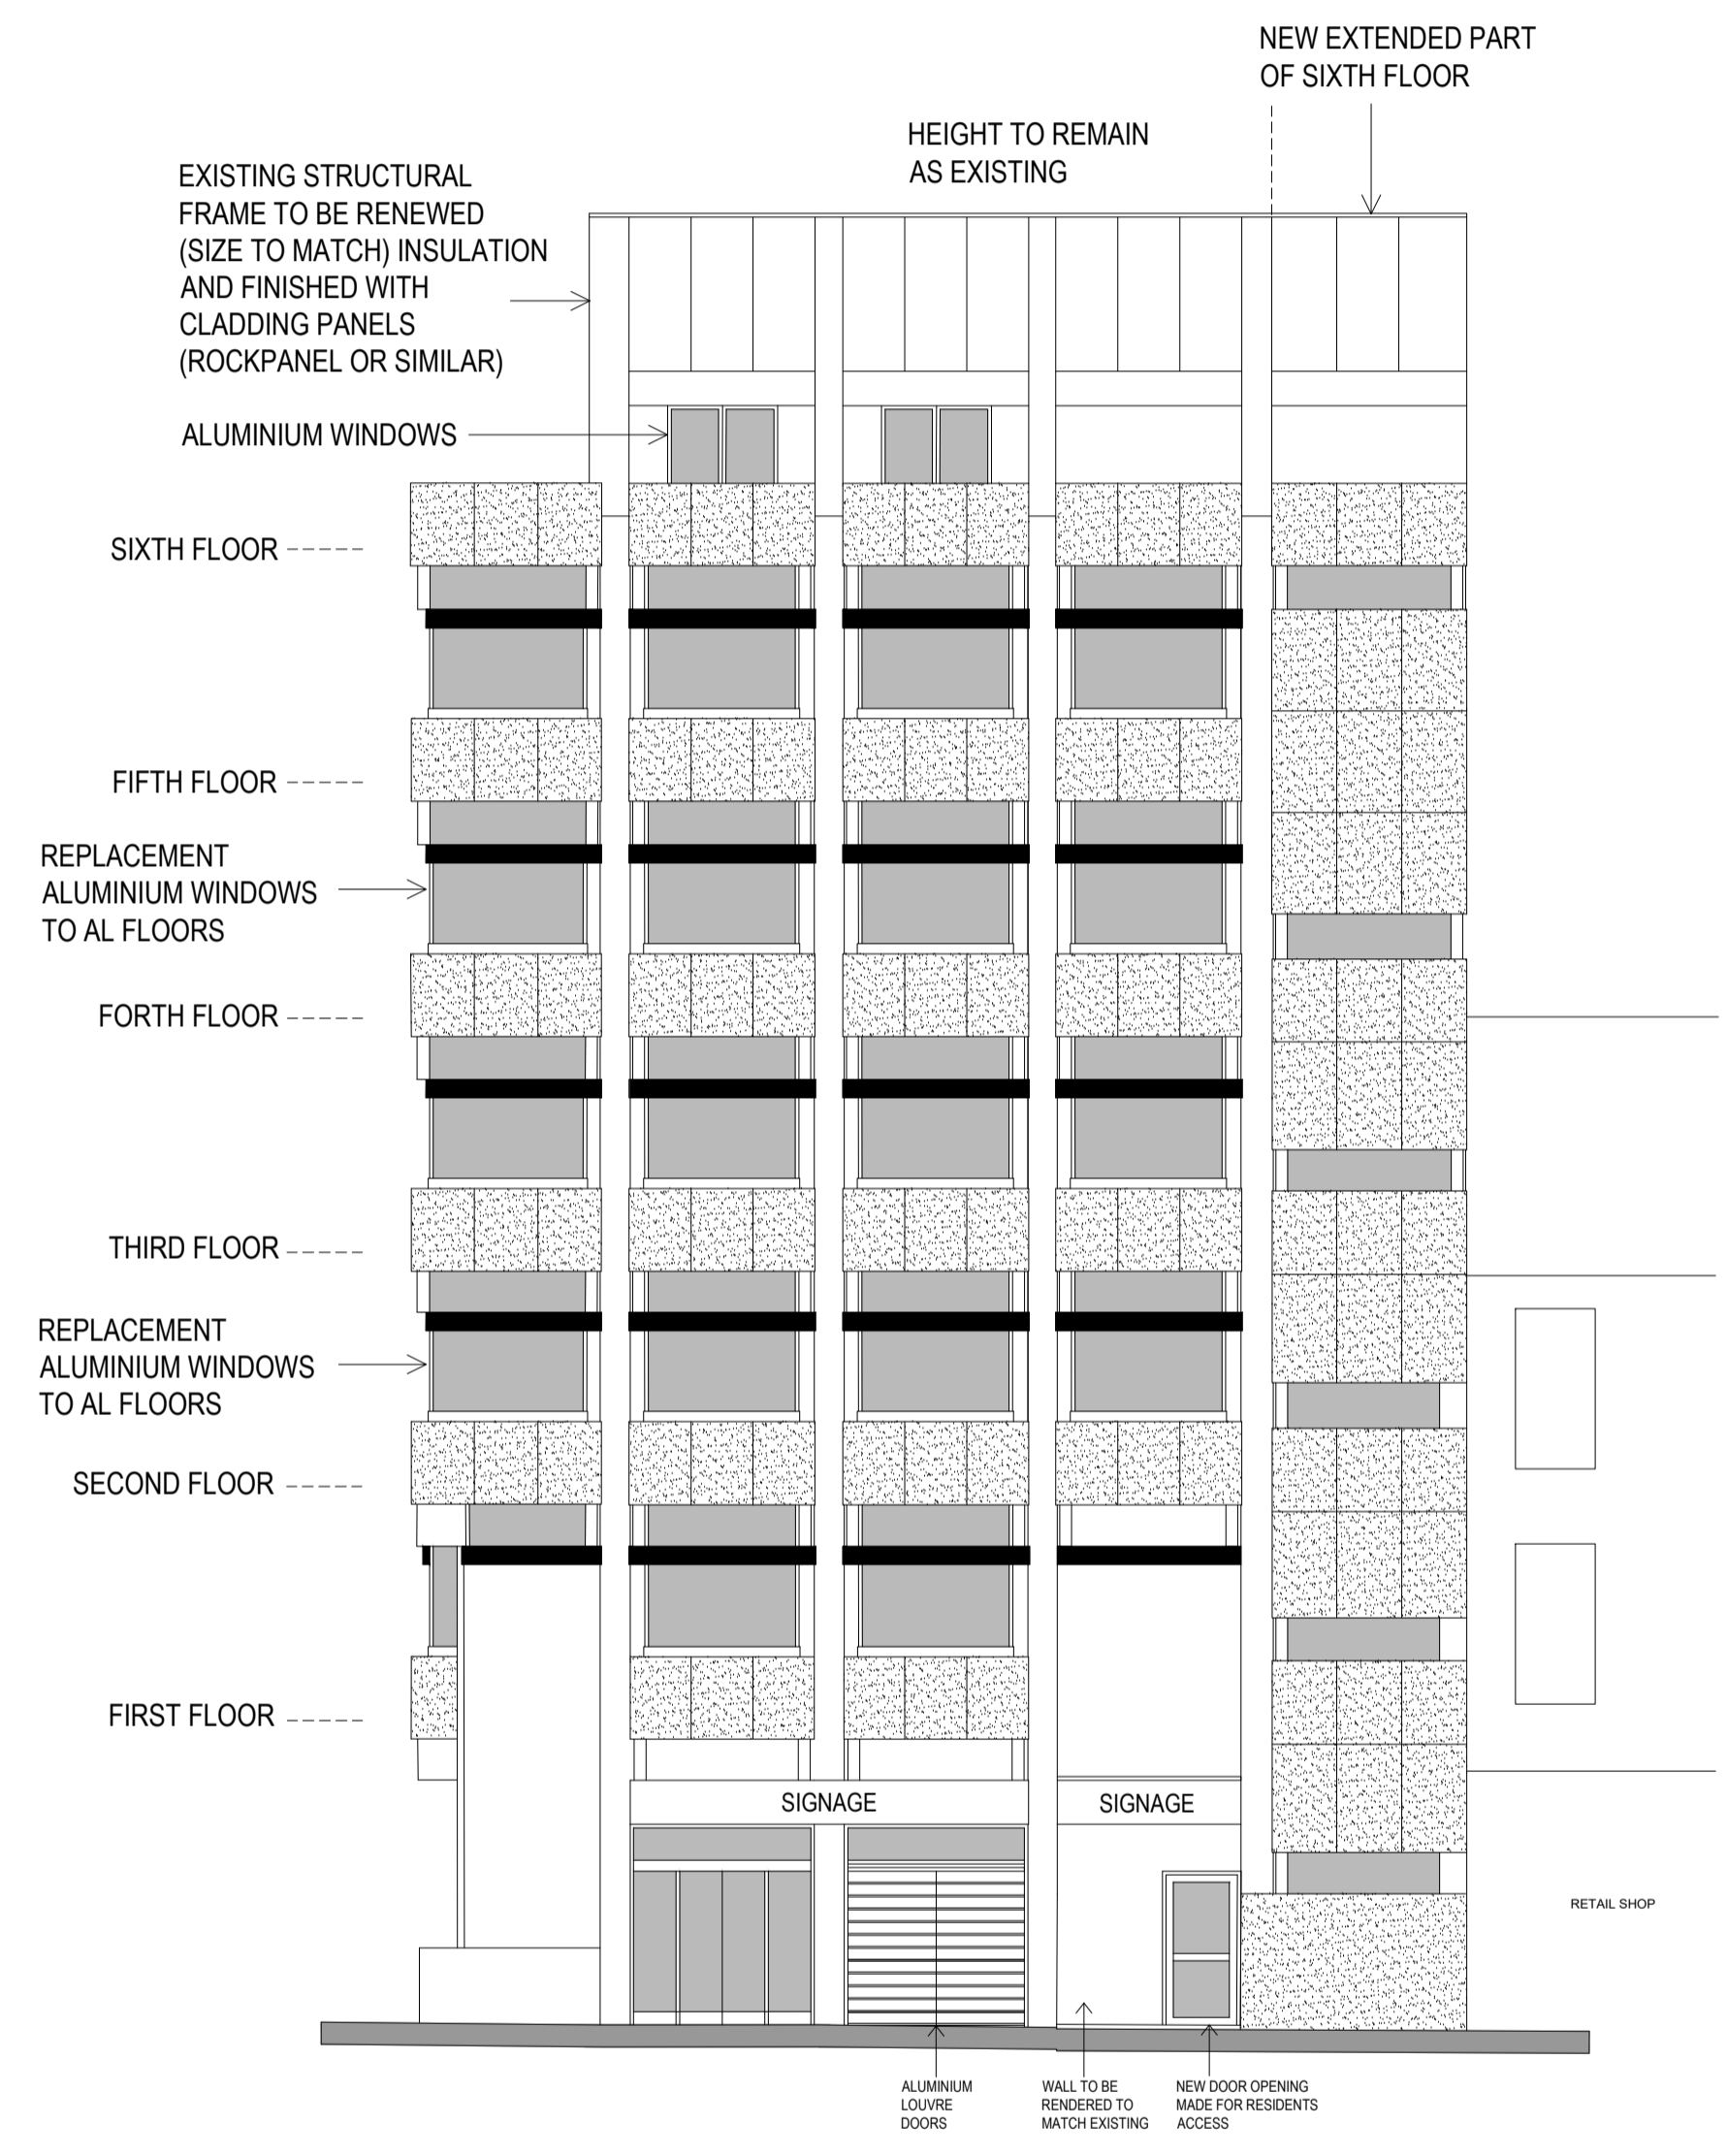 NEW EXTENDED PART
OF SIXTH FLOOR
HEIGHT TO REMAIN
AS EXISTING
EXISTING STRUCTURAL
FRAME TO BE RENEWED
(SIZE TO MATCH) INSULATION
AND FINISHED WITH
CLADDING PANELS
(ROCKPANEL OR SIMILAR)
ALUMINIUM WINDOWS
SIXTH FLOOR
FIFTH FLOOR
REPLACEMENT
ALUMINIUM WINDOWS
TO AL FLOORS
FORTH FLOOR
THIRD FLOOR
REPLACEMENT
ALUMINIUM WINDOWS
TO AL FLOORS
SECOND FLOOR
FIRST FLOOR
SIGNAGE
SIGNAGE
RETAIL SHOP
ALUMINIUM
LOUVRE
DOORS
WALL TO BE
RENDERED TO
MATCH EXISTING
NEW DOOR OPENING
MADE FOR RESIDENTS
ACCESS